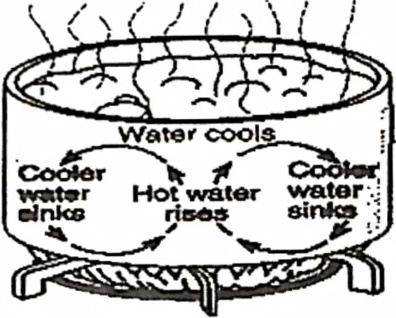 Water cools
Cooler
water
sinks
Hot water
rises
Cooler
water
sinks